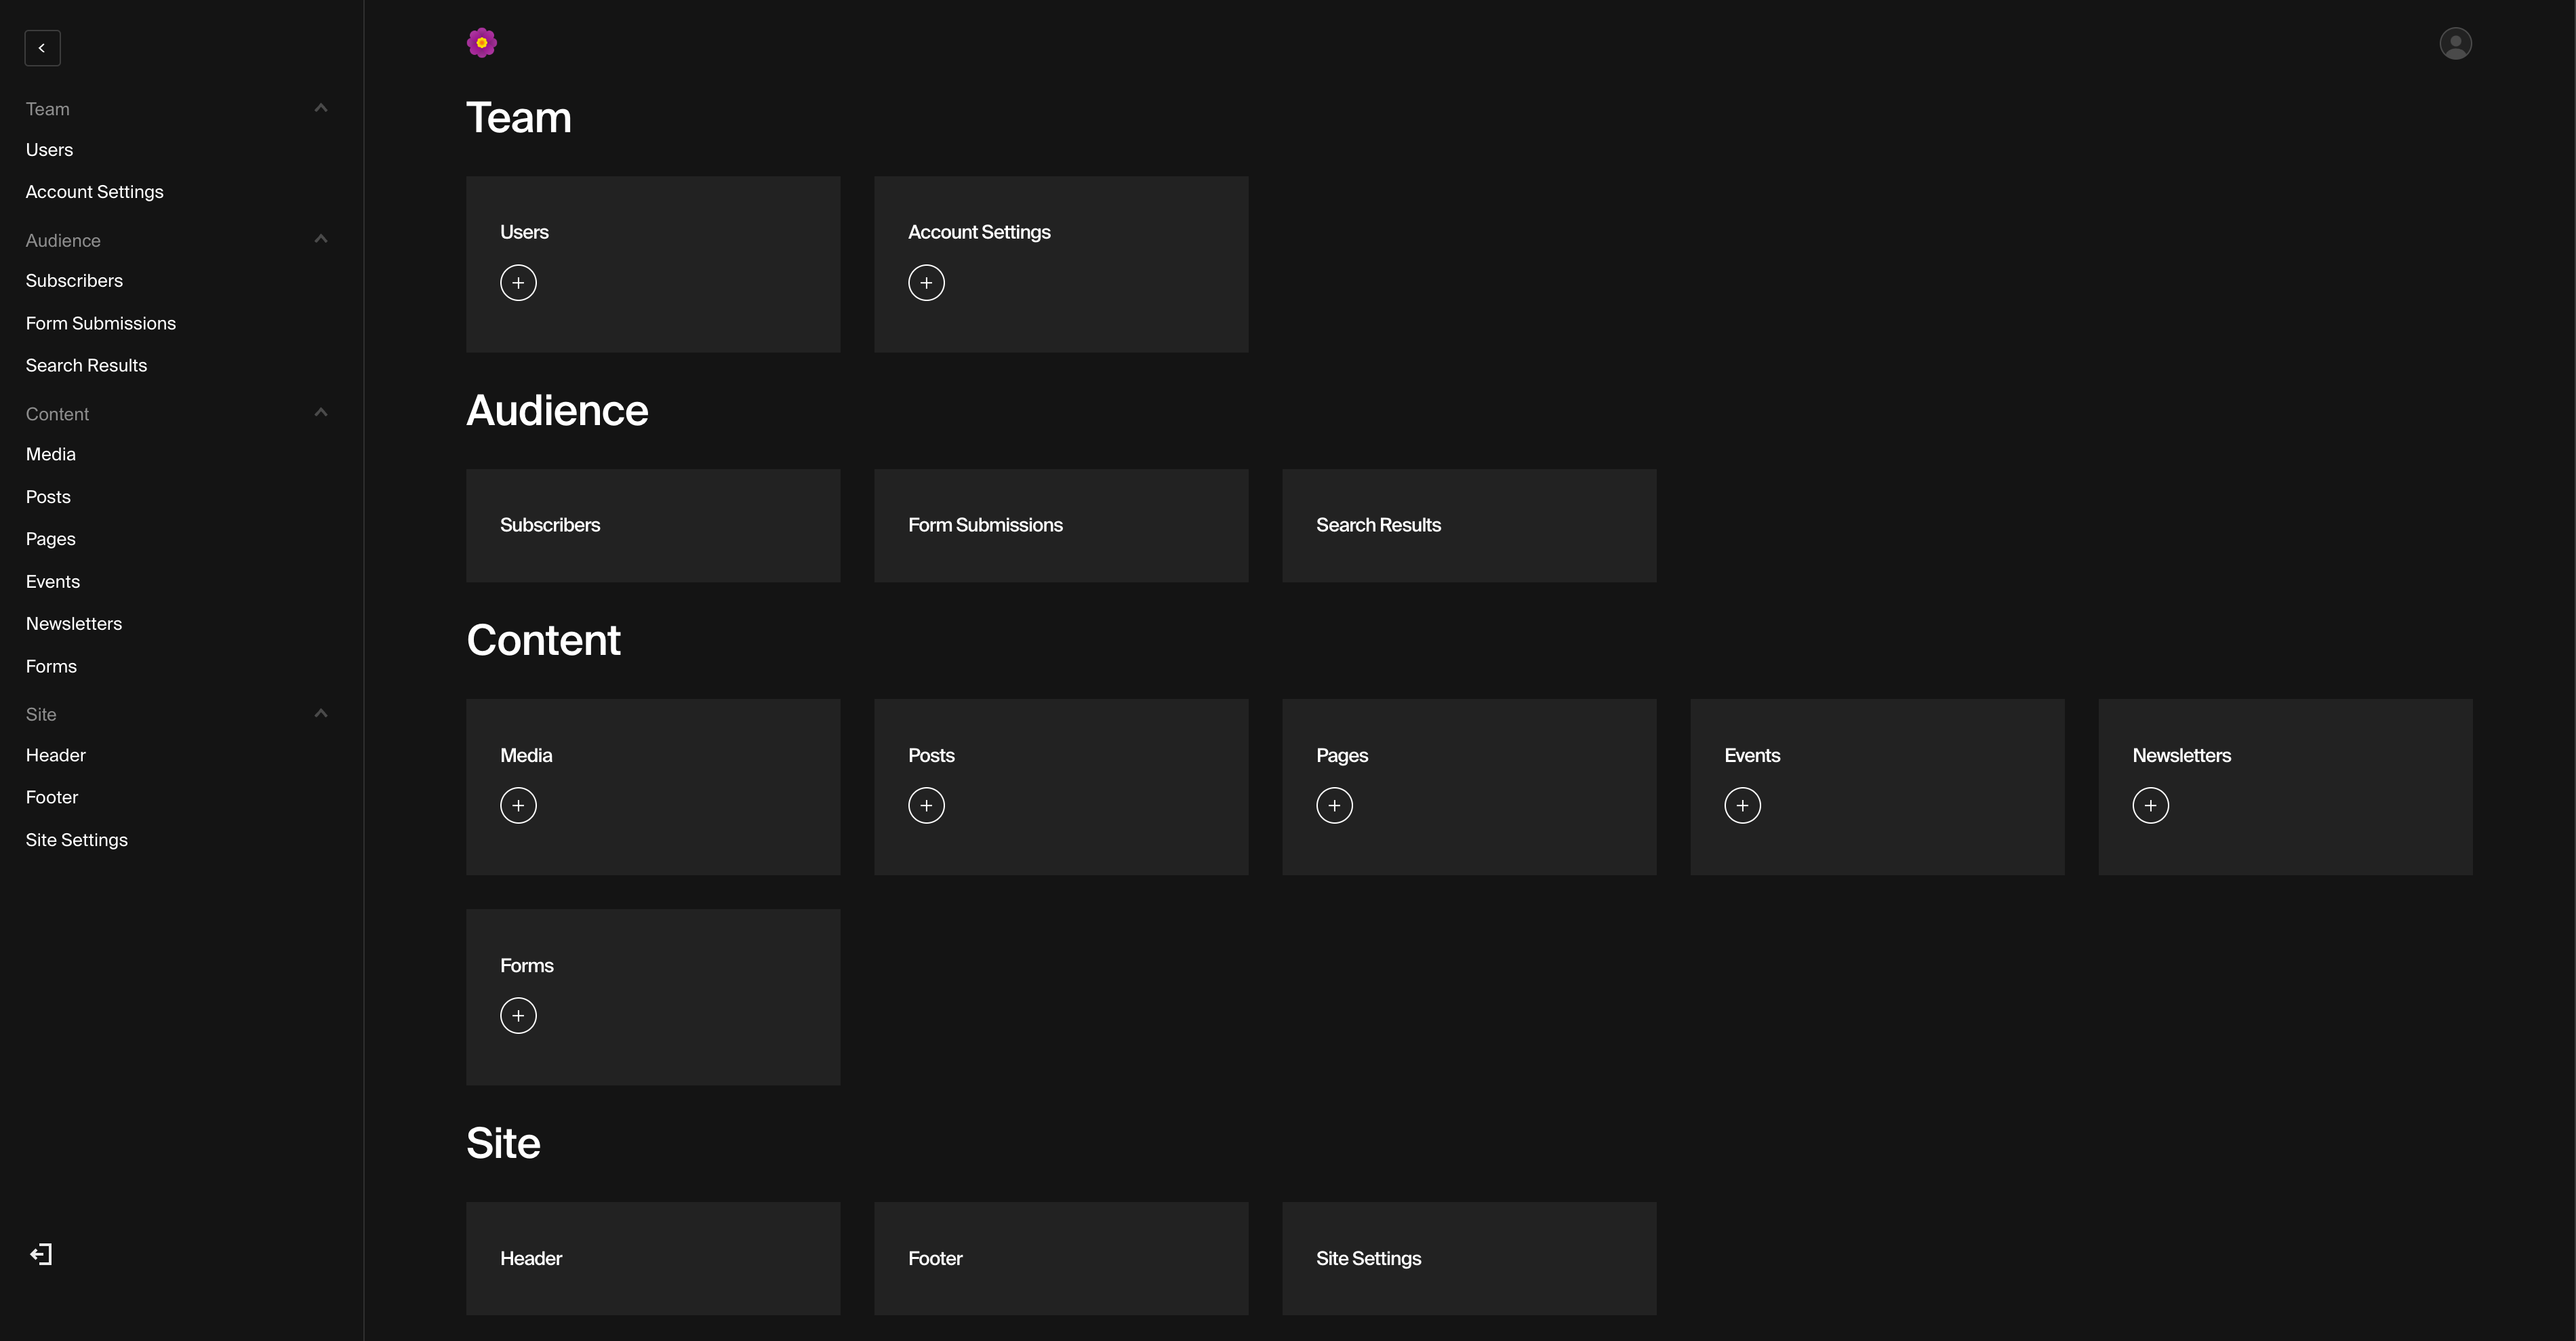 Team
Users
Account Settings
Audience
Subscribers
Form Submissions
Search Results
Content
Media
Posts
Pages
Events
Newsletters
Forms
Site
Header
Footer
Site Settings
Team
Users
Account Settings
Audience
Subscribers
Form Submissions
Search Results
Content
Media
Posts
Pages
Events
Newsletters
Forms
Site
Header
Footer
Site Settings